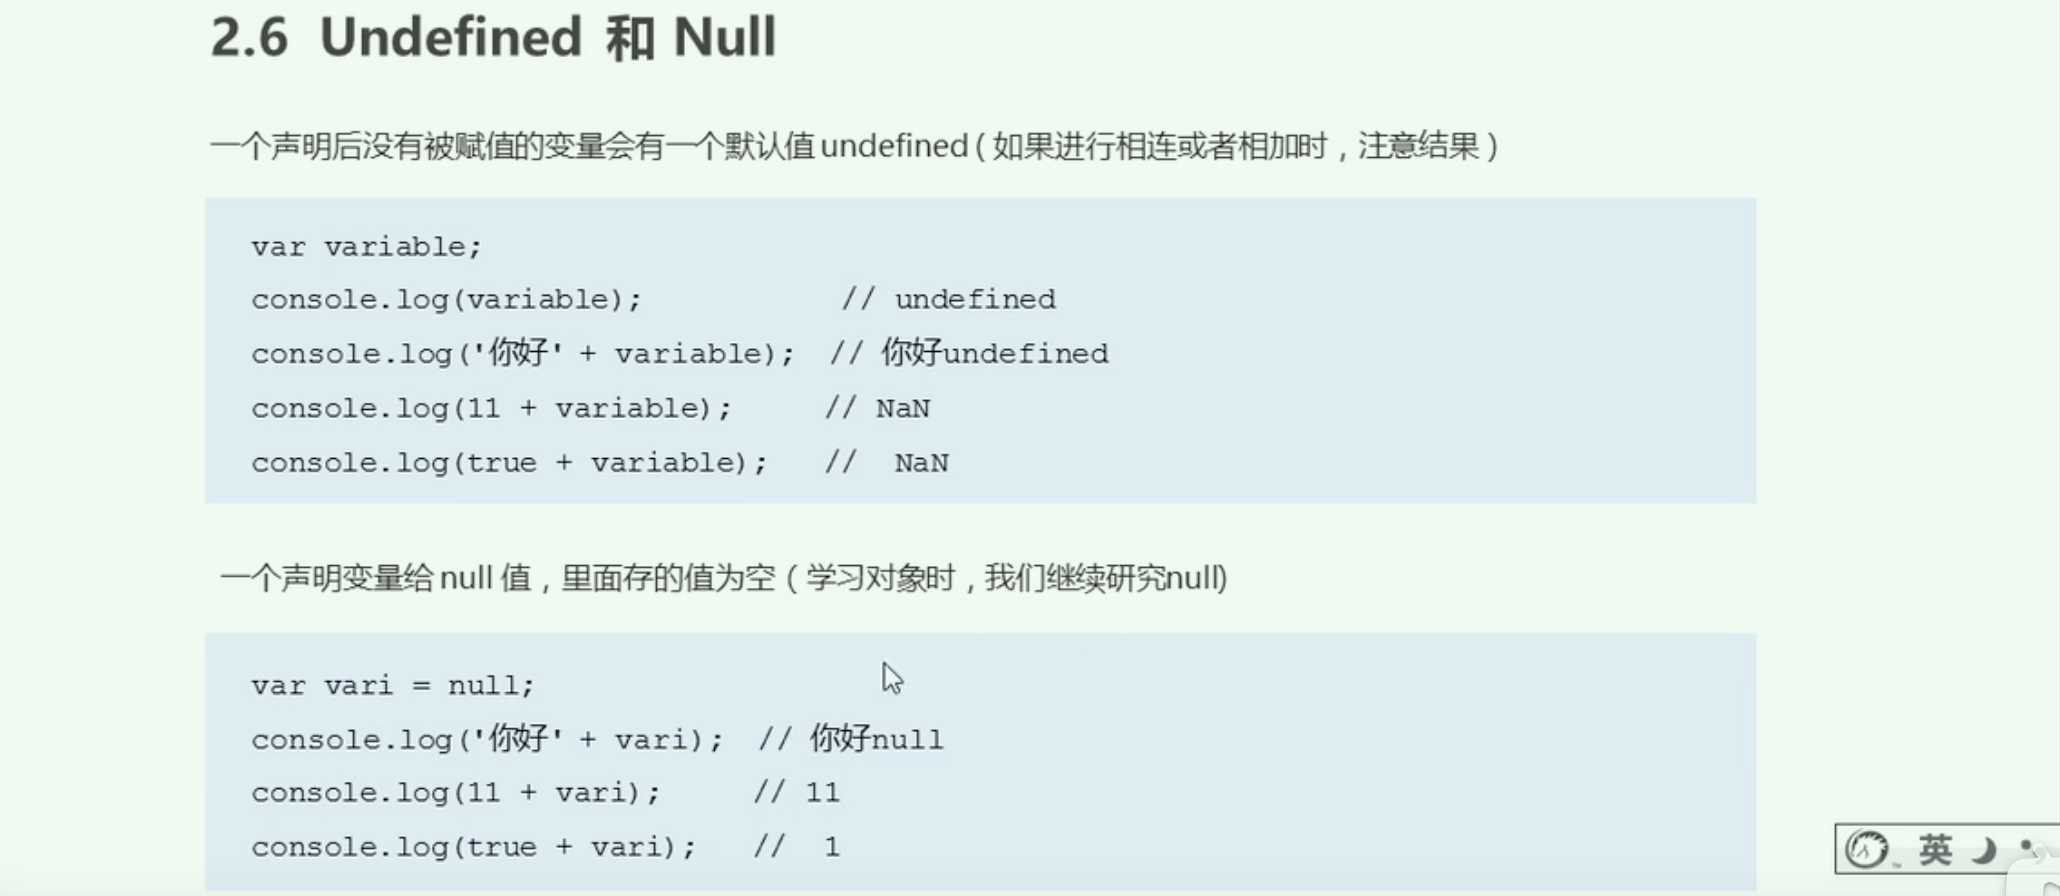 2.6 Undefined 和 Null
一个声明后没有被赋值的变量会有一个默认值 undefined ( 如果进行相连或者相加时，注意结果 )
var variable;
console.log(variable);           // undefined
console.log('你好' + variable);  // 你好undefined
console.log(11 + variable);     // NaN
console.log(true + variable);   //  NaN
一个声明变量给 null 值，里面存的值为空（学习对象时，我们继续研究null)
var vari = null;
console.log('你好' + vari);  // 你好null
console.log(11 + vari);     // 11
console.log(true + vari);   //  1
英